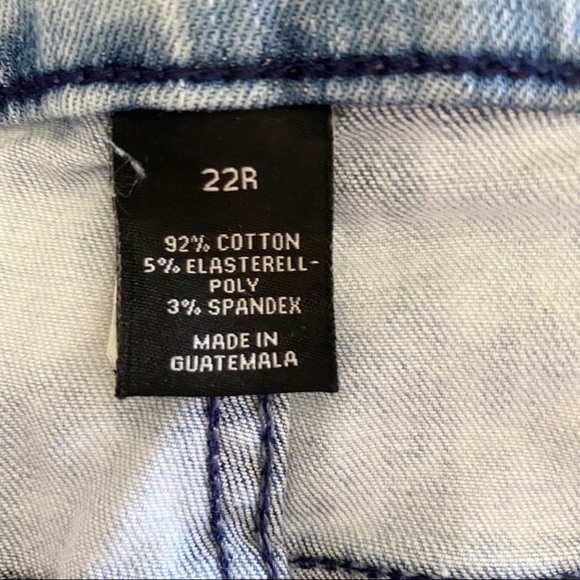 22R
92% COTTON
5% ELASTERELL-
POLY
3% SPANDEX
MADE IN
GUATEMALA